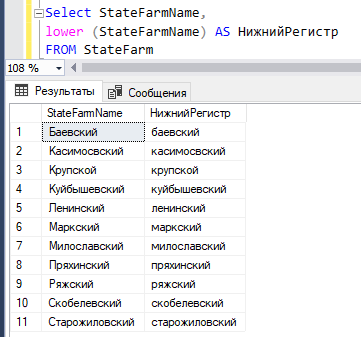 Select StateFarmName,
lower (StateFarmName) AS НижнийРегистр
FROM StateFarm
108 %
Результаты Сообщения
StateFarmName НижнийРегистр
1 Баевский баевский
2 Касимосвский касимосвский
3 Крупской крупской
4 Куйбышевский куйбышевский
5 Ленинский ленинский
6 Маркский маркский
7 Милославский милославский
8 Пряхинский пряхинский
9 Ряжский ряжский
10 Скобелевский скобелевский
11 Старожиловский старожиловский